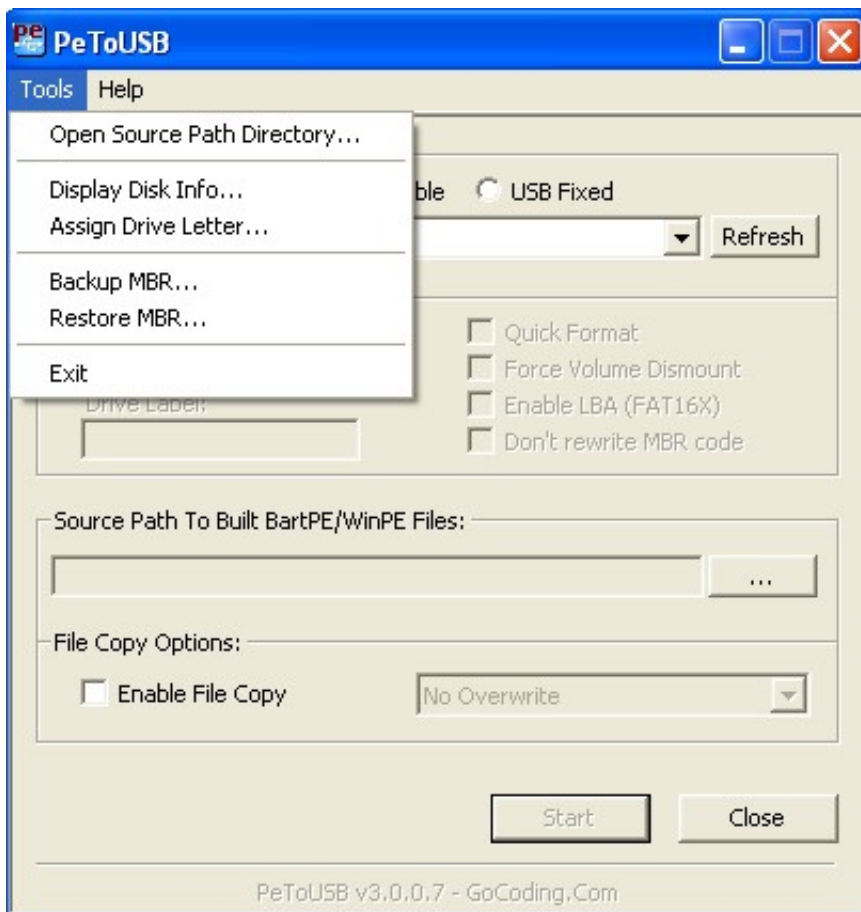 PeToUSB
Tools Help
Open Source Path Directory...
Display Disk Info...
ble USB Fixed
Assign Drive Letter...
Refresh
Backup MBR...
Restore MBR...
Quick Format
Exit
Force Volume Dismount
Drive Label:
Enable LBA (FAT16X)
Don't rewrite MBR code
Source Path To Built BartPE/WinPE Files:
...
File Copy Options:
Enable File Copy
No Overwrite
Start Close
PeToUSB v3.0.0.7 - GoCoding.Com